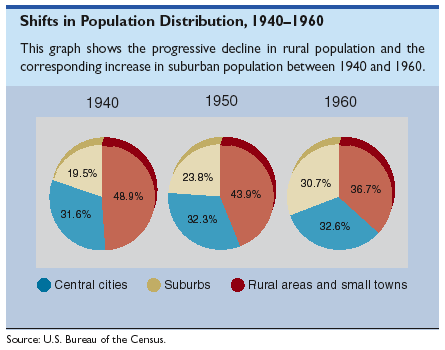 Shifts in Population Distribution, 1940–1960
This graph shows the progressive decline in rural population and the
corresponding increase in suburban population between 1940 and 1960.
1940 1950 1960
19.5% 48.9% 31.6%
23.8% 43.9% 32.3%
30.7% 36.7% 32.6%
Central cities Suburbs Rural areas and small towns
Source: U.S. Bureau of the Census.